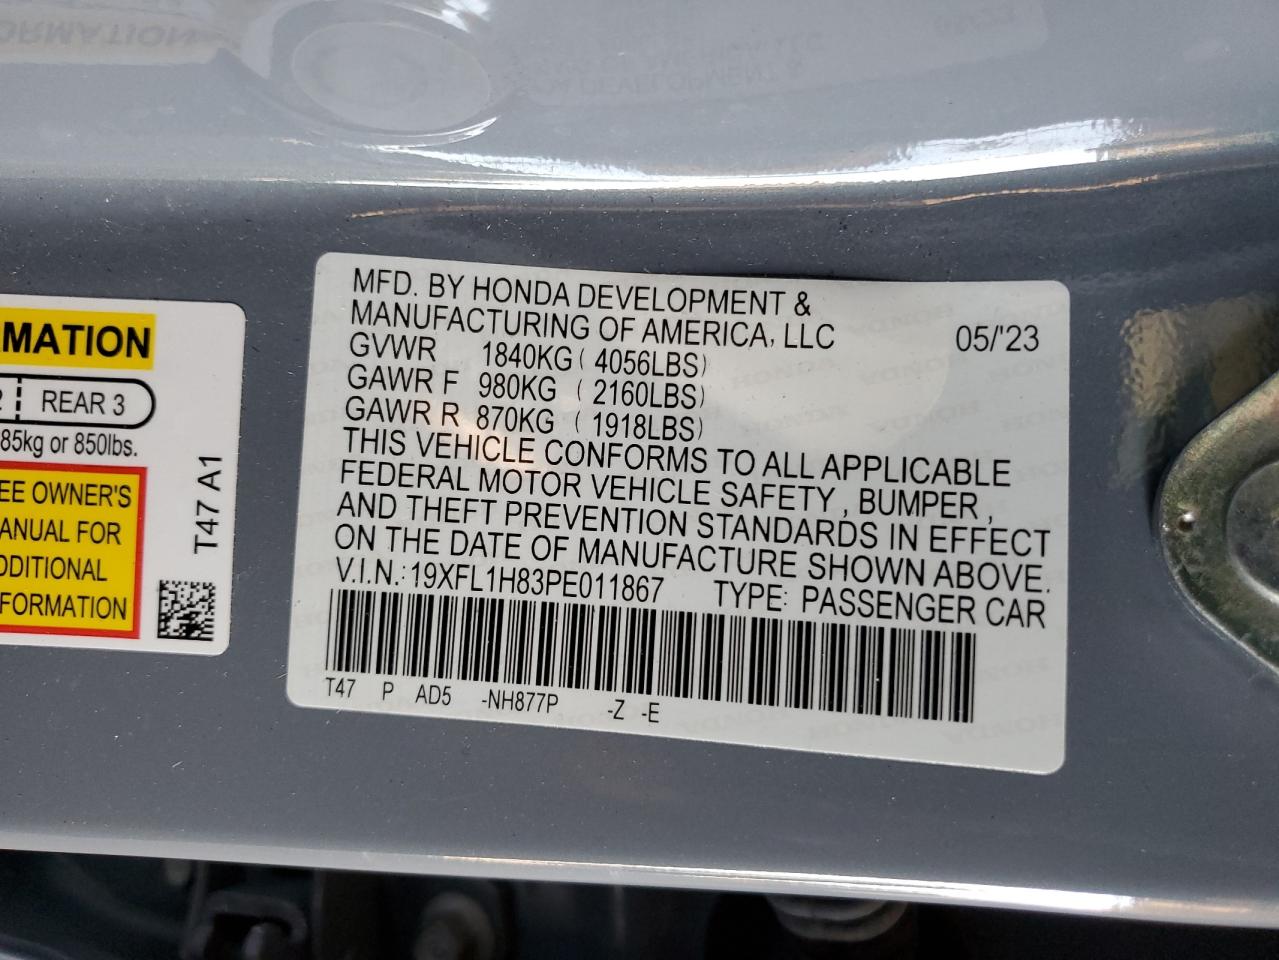 RMATION
2 REAR 3
85kg or 850lbs.
EE OWNER'S
ANUAL FOR
DDITIONAL
FORMATION
T47 A1
MFD. BY HONDA DEVELOPMENT &
MANUFACTURING OF AMERICA, LLC 05/'23
GVWR 1840KG ( 4056LBS)
GAWR F 980KG ( 2160LBS)
GAWR R 870KG ( 1918LBS)
THIS VEHICLE CONFORMS TO ALL APPLICABLE
FEDERAL MOTOR VEHICLE SAFETY , BUMPER ,
AND THEFT PREVENTION STANDARDS IN EFFECT
ON THE DATE OF MANUFACTURE SHOWN ABOVE.
V.I.N.: 19XFL1H83PE011867 TYPE: PASSENGER CAR
T47 P AD5 -NH877P -Z -E